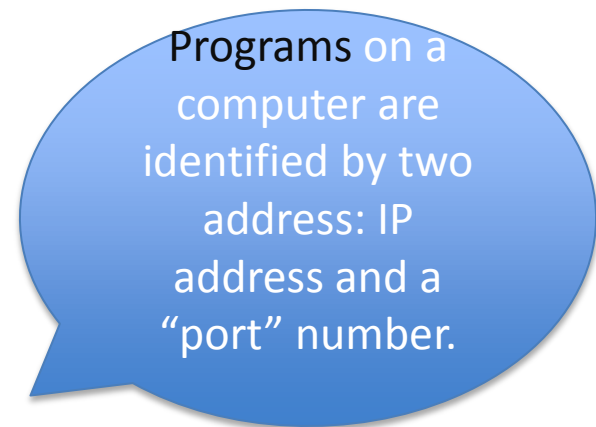 Programs on a
computer are
identified by two
address: IP
address and a
“port” number.